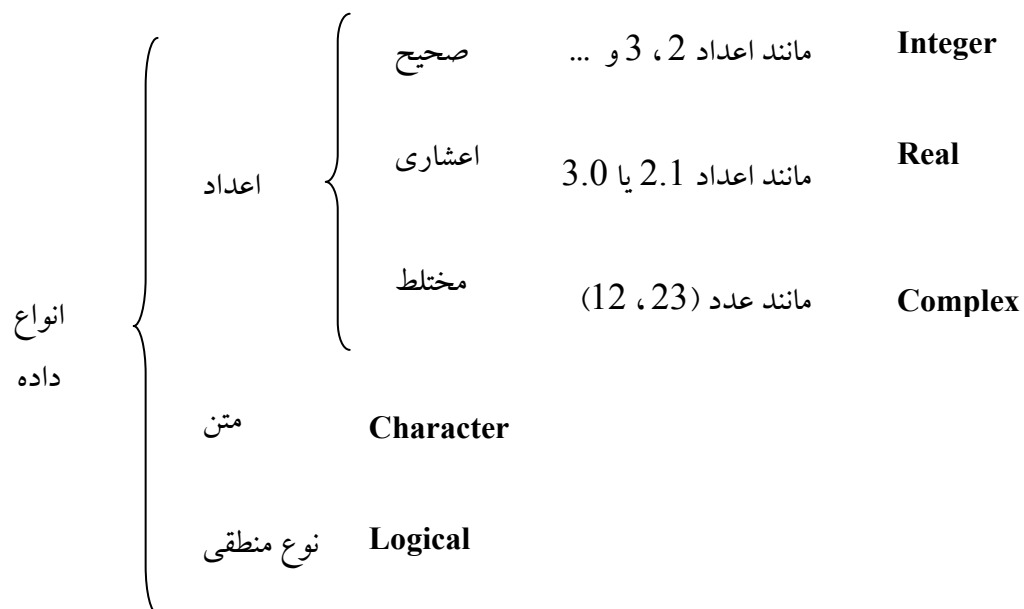 صحیح مانند اعداد 2 ، 3 و ... Integer
اعشاری مانند اعداد 2.1 یا 3.0 Real
اعداد
مختلط مانند عدد (23 ، 12) Complex
انواع
داده
متن Character
نوع منطقی Logical